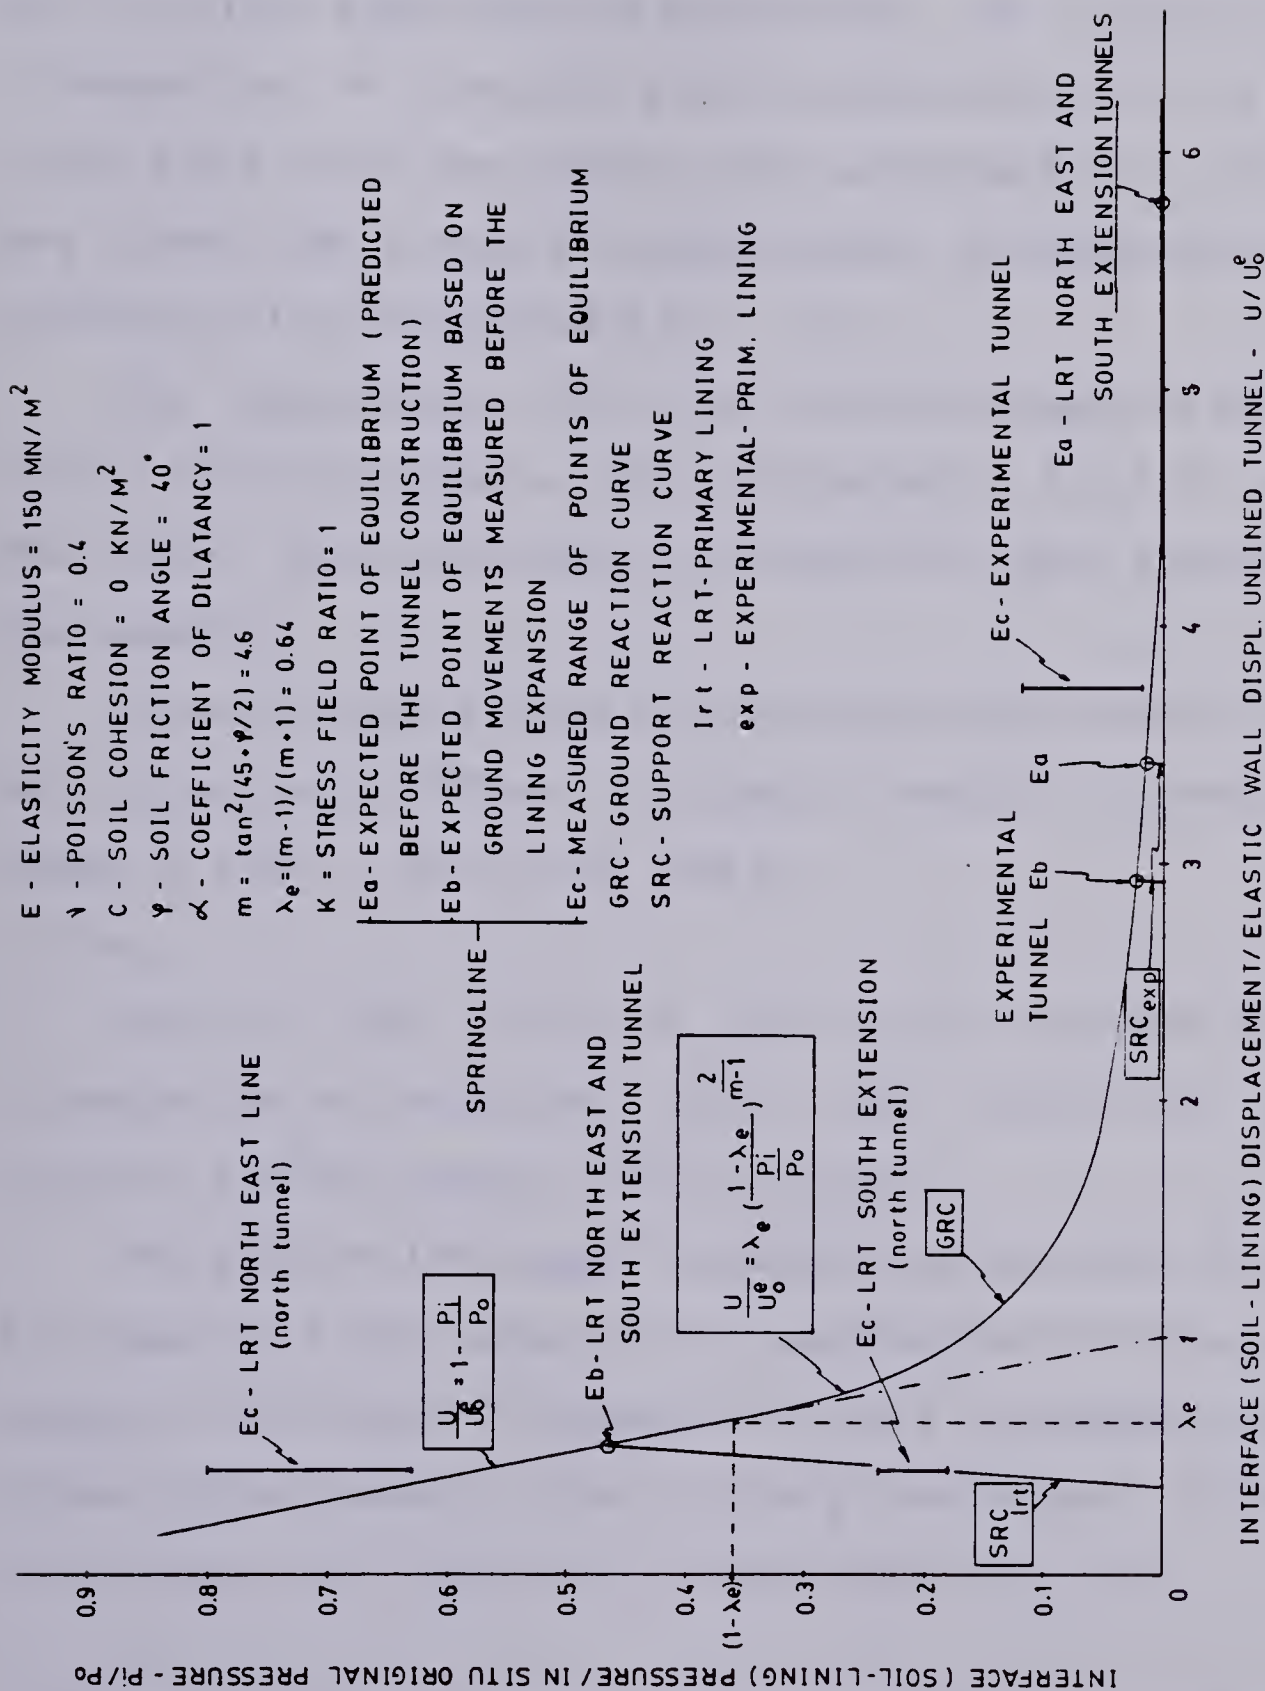 E - ELASTICITY MODULUS = 150 MN/M²
ν - POISSON'S RATIO = 0.4
C - SOIL COHESION = 0 KN/M²
φ - SOIL FRICTION ANGLE = 40°
α - COEFFICIENT OF DILATANCY = 1
m = tan²(45+φ/2) = 4.6
λe=(m-1)/(m+1) = 0.64
K = STRESS FIELD RATIO = 1
Ea - EXPECTED POINT OF EQUILIBRIUM (PREDICTED
BEFORE THE TUNNEL CONSTRUCTION)
Eb - EXPECTED POINT OF EQUILIBRIUM BASED ON
GROUND MOVEMENTS MEASURED BEFORE THE
LINING EXPANSION
Ec - MEASURED RANGE OF POINTS OF EQUILIBRIUM
SPRINGLINE
GRC - GROUND REACTION CURVE
SRC - SUPPORT REACTION CURVE
lrt - LRT-PRIMARY LINING
exp - EXPERIMENTAL-PRIM. LINING
Ec - LRT NORTH EAST LINE
(north tunnel)
U/Uoe = 1 - Pi/Po
Eb - LRT NORTH EAST AND
SOUTH EXTENSION TUNNEL
U/Uoe = λe ( (1-λe) / (Pi/Po) ) 2/(m-1)
Ec - LRT SOUTH EXTENSION
(north tunnel)
GRC
SRC lrt
EXPERIMENTAL
TUNNEL Eb Ea
SRC exp
Ec - EXPERIMENTAL TUNNEL
Ea - LRT NORTH EAST AND
SOUTH EXTENSION TUNNELS
0.9
0.8
0.7
0.6
0.5
0.4
(1-λe)
0.3
0.2
0.1
0 λe 1 2 3 4 5 6
INTERFACE (SOIL-LINING) PRESSURE/IN SITU ORIGINAL PRESSURE - Pi/Po
INTERFACE (SOIL-LINING) DISPLACEMENT/ELASTIC WALL DISPL. UNLINED TUNNEL - U/Uoe